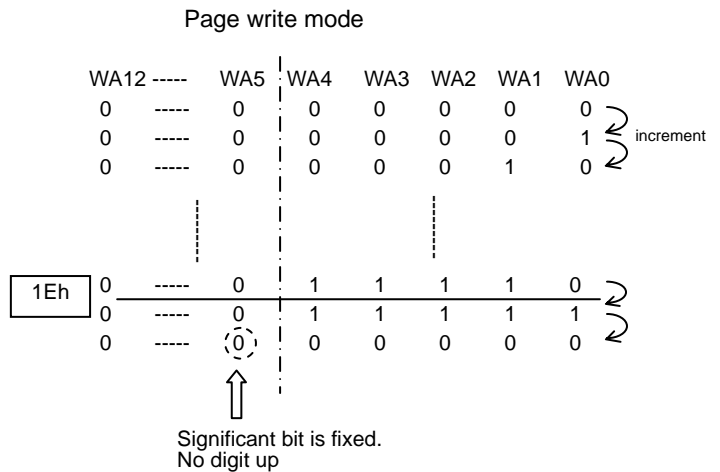 Page write mode
WA12 ----- WA5 WA4 WA3 WA2 WA1 WA0
0 ----- 0 0 0 0 0 0
0 ----- 0 0 0 0 0 1 increment
0 ----- 0 0 0 0 1 0
1Eh 0 ----- 0 1 1 1 1 0
0 ----- 0 1 1 1 1 1
0 ----- 0 0 0 0 0 0
Significant bit is fixed.
No digit up